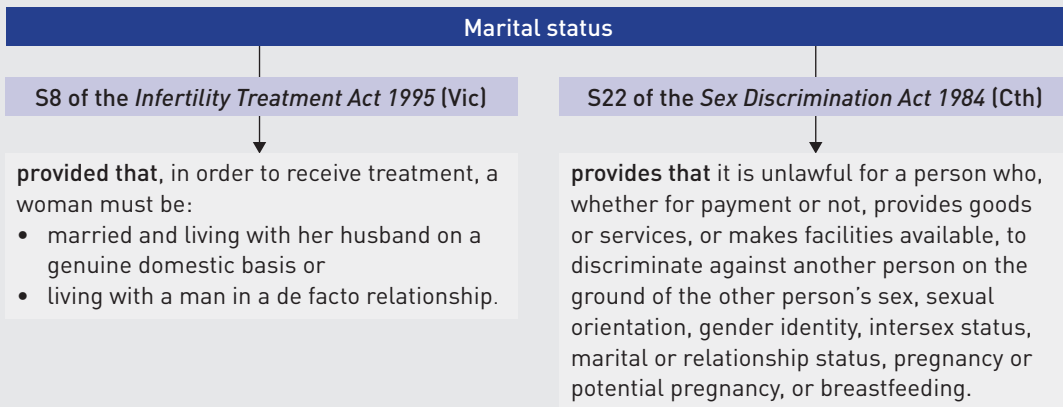 Marital status
S8 of the Infertility Treatment Act 1995 (Vic)
provided that, in order to receive treatment, a
woman must be:
• married and living with her husband on a
genuine domestic basis or
• living with a man in a de facto relationship.
S22 of the Sex Discrimination Act 1984 (Cth)
provides that it is unlawful for a person who,
whether for payment or not, provides goods
or services, or makes facilities available, to
discriminate against another person on the
ground of the other person's sex, sexual
orientation, gender identity, intersex status,
marital or relationship status, pregnancy or
potential pregnancy, or breastfeeding.